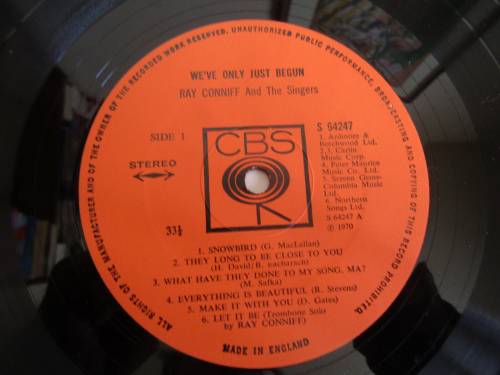 ALL RIGHTS OF THE MANUFACTURER AND OF THE OWNER OF THE RECORDED WORK RESERVED. UNAUTHORIZED PUBLIC PERFORMANCE, BROADCASTING AND COPYING OF THIS RECORD PROHIBITED.
WE'VE ONLY JUST BEGUN
RAY CONNIFF And The Singers
SIDE 1
CBS
S 64247
STEREO
1. Ardmore &
Beechwood Ltd.
2.3. Carlin
Music Corp.
4. Peter Maurice
Music Co. Ltd.
5. Screen Gems-
Columbia Music
Ltd.
6. Northern
Songs Ltd.
S 64247 A
℗ 1970
33⅓
1. SNOWBIRD (G. MacLellan)
2. THEY LONG TO BE CLOSE TO YOU
(H. David/B. Bacharach)
3. WHAT HAVE THEY DONE TO MY SONG, MA?
(M. Safka)
4. EVERYTHING IS BEAUTIFUL (R. Stevens)
5. MAKE IT WITH YOU (D. Gates)
6. LET IT BE (Trombone Solo
by RAY CONNIFF)
MADE IN ENGLAND